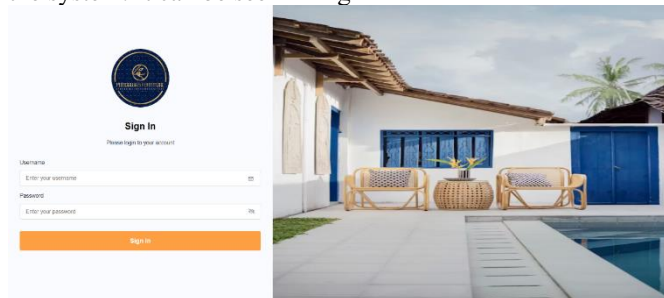 Sign In
Please login to your account
Username
Enter your username
Password
Enter your password
Sign In